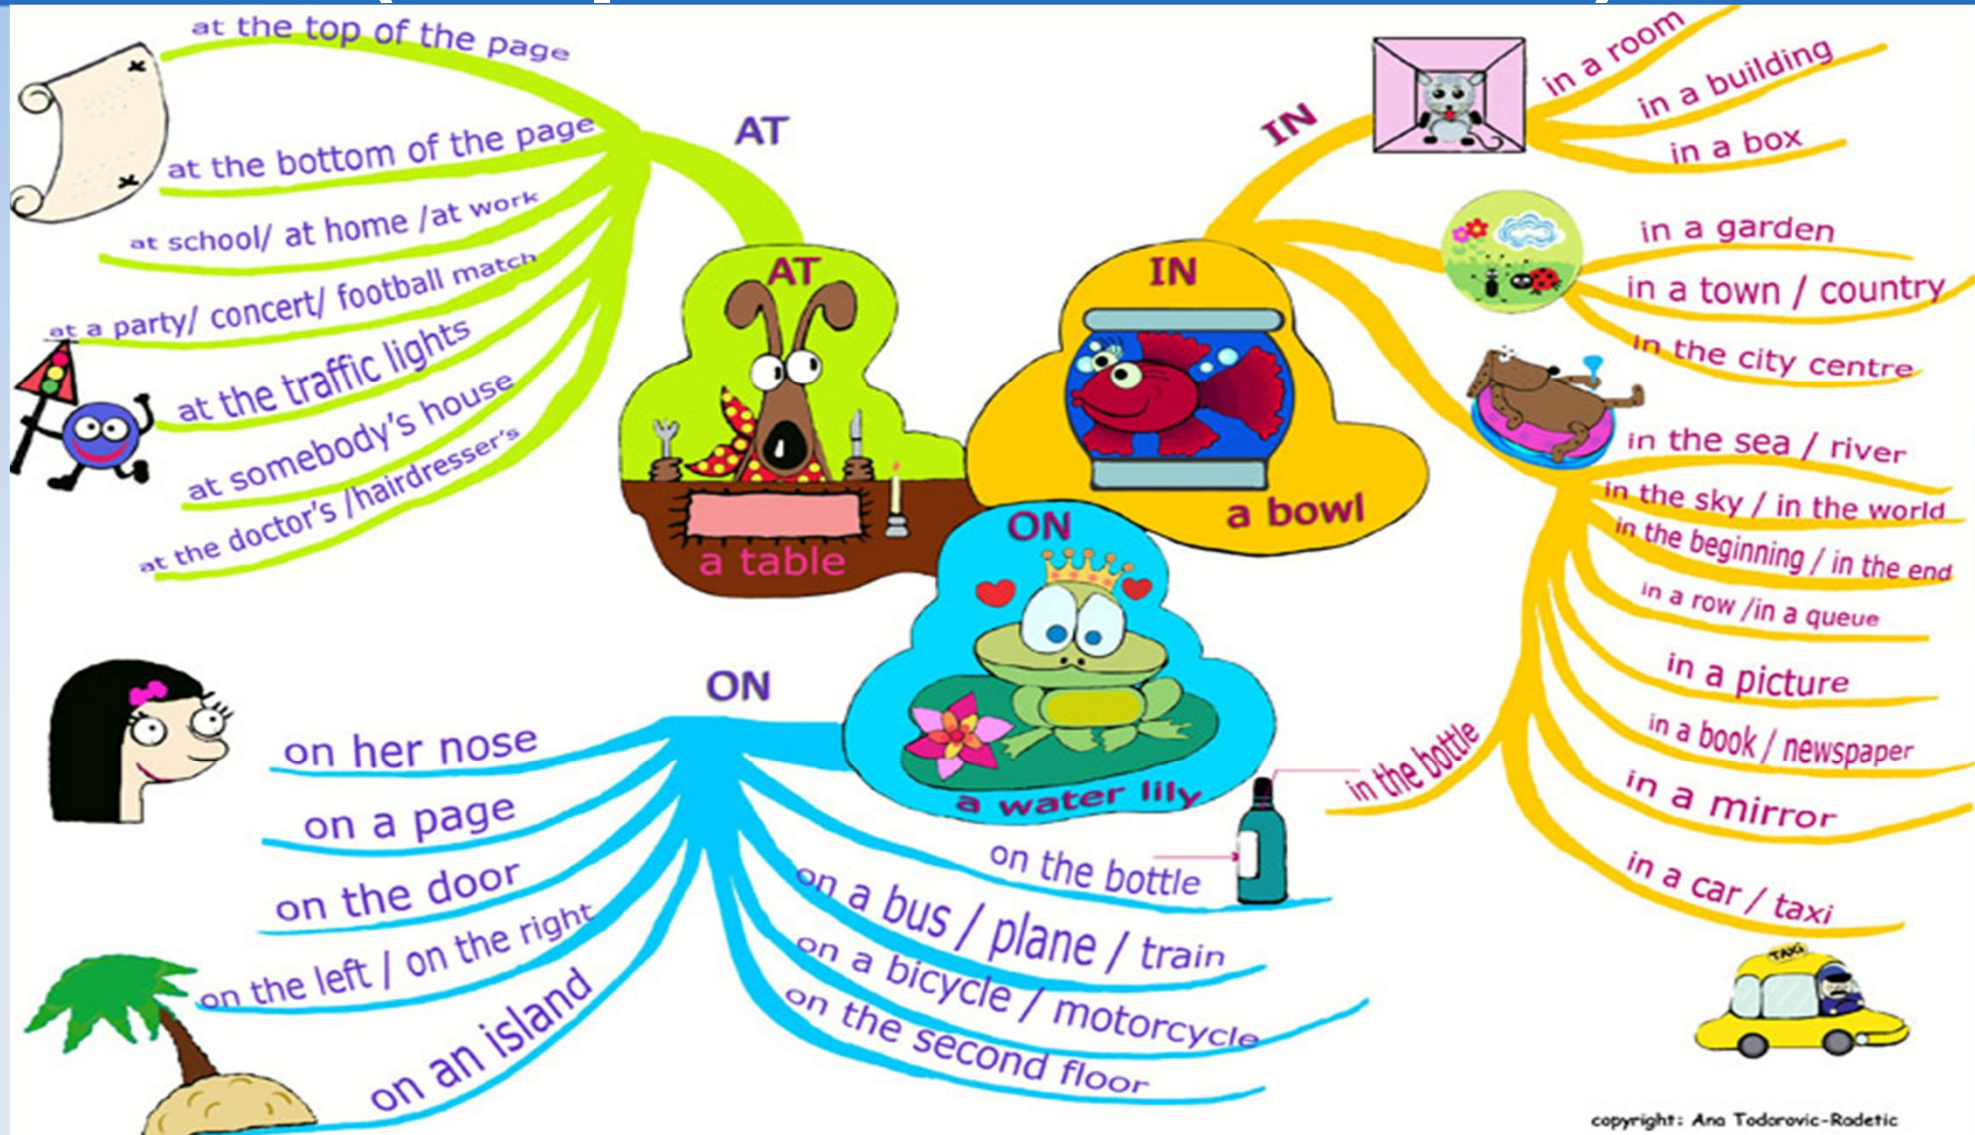 AT
at the top of the page
at the bottom of the page
at school/ at home /at work
at a party/ concert/ football match
at the traffic lights
at somebody's house
at the doctor's /hairdresser's
AT
a table
IN
in a room
in a building
in a box
in a garden
in a town / country
in the city centre
in the sea / river
in the sky / in the world
in the beginning / in the end
in a row /in a queue
in a picture
in a book / newspaper
in a mirror
in a car / taxi
in the bottle
IN
a bowl
ON
a water lily
ON
on her nose
on a page
on the door
on the left / on the right
on an island
on the bottle
on a bus / plane / train
on a bicycle / motorcycle
on the second floor
TAXI
copyright: Ana Todorovic-Radetic